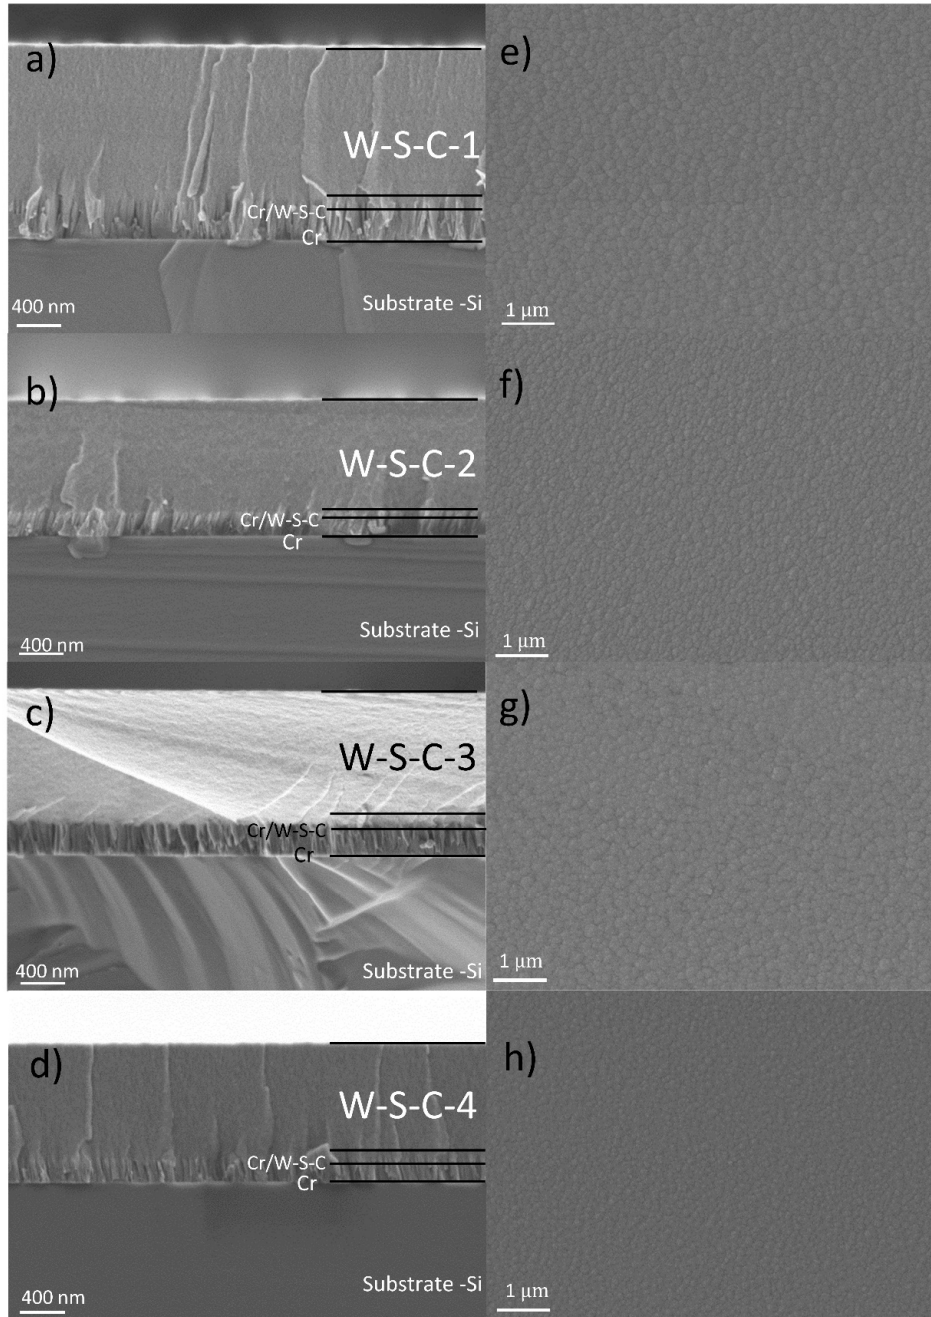 a)
W-S-C-1
Cr/W-S-C
Cr
Substrate -Si
400 nm
e)
1 µm
b)
W-S-C-2
Cr/W-S-C
Cr
Substrate -Si
400 nm
f)
1 µm
c)
W-S-C-3
Cr/W-S-C
Cr
Substrate -Si
400 nm
g)
1 µm
d)
W-S-C-4
Cr/W-S-C
Cr
Substrate -Si
400 nm
h)
1 µm